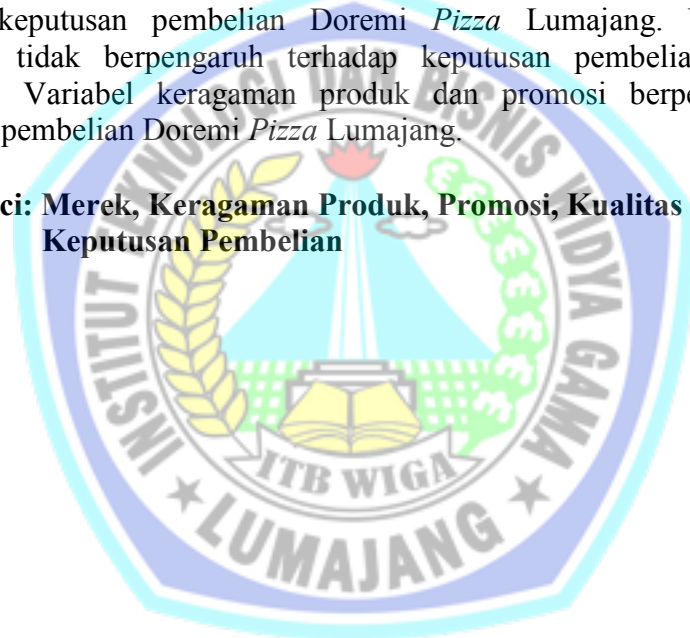 keputusan pembelian Doremi Pizza Lumajang.
tidak berpengaruh terhadap keputusan pembelia
Variabel keragaman produk dan promosi berpe
pembelian Doremi Pizza Lumajang.
ci: Merek, Keragaman Produk, Promosi, Kualitas
Keputusan Pembelian
INSTITUT TEKNOLOGI DAN BISNIS WIDYA GAMA
ITB WIGA
LUMAJANG